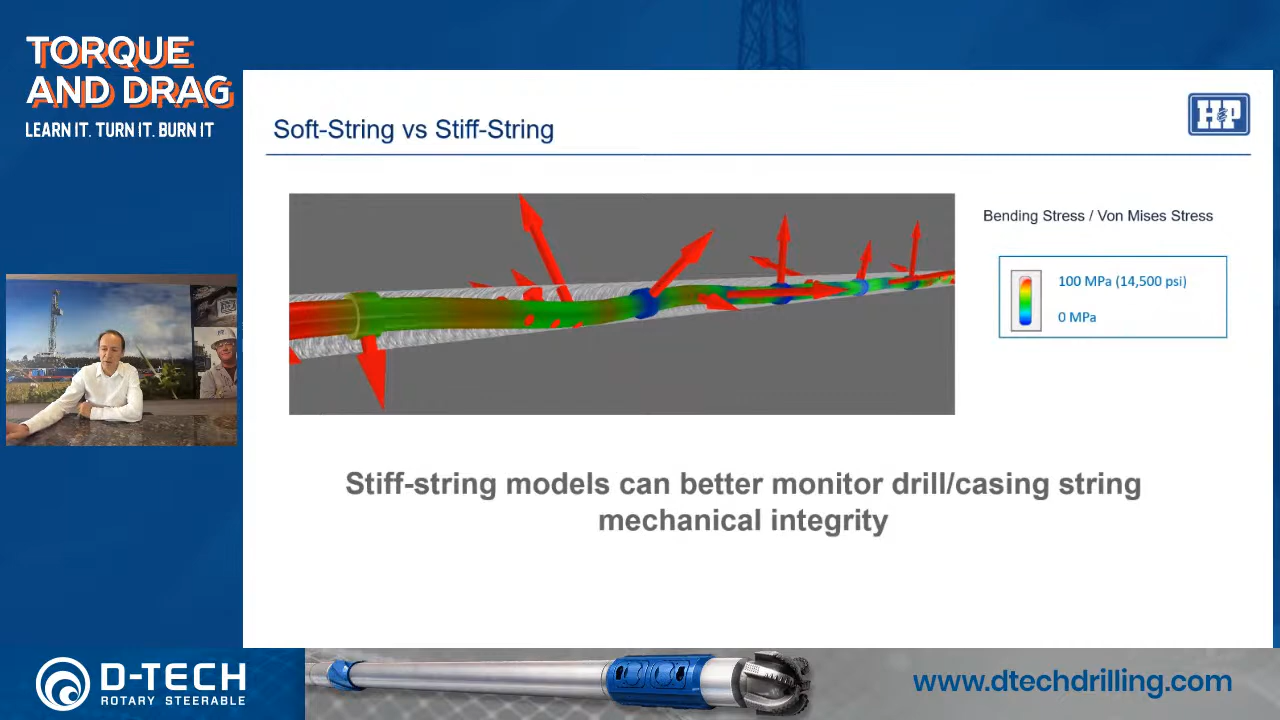 TORQUE
AND DRAG
LEARN IT. TURN IT. BURN IT
Soft-String vs Stiff-String
H&P
Bending Stress / Von Mises Stress
100 MPa (14,500 psi)
0 MPa
Stiff-string models can better monitor drill/casing string
mechanical integrity
D-TECH
ROTARY STEERABLE
www.dtechdrilling.com